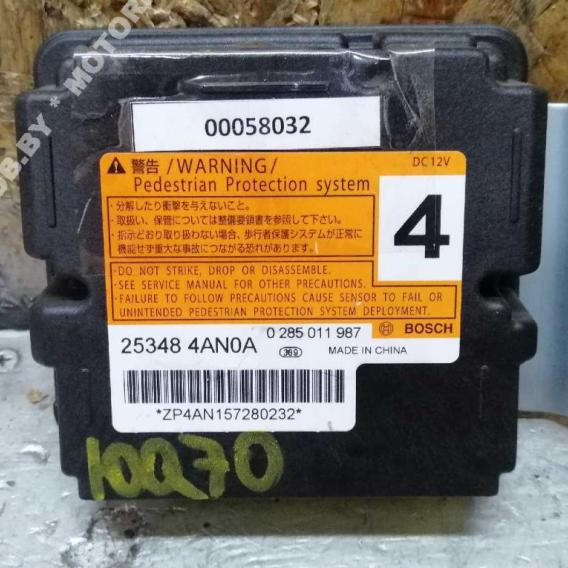 OB.BY * MOTOR
00058032
警告 /WARNING/
DC12V
Pedestrian Protection system
・分解したり衝撃を与えないこと。
・取扱い、保管については整備要領書を参照して下さい。
・指示どおり取り扱わない場合、歩行者保護システムが正常に
機能せず重大な事故につながる恐れがあります。
4
・DO NOT STRIKE, DROP OR DISASSEMBLE.
・SEE SERVICE MANUAL FOR OTHER PRECAUTIONS.
・FAILURE TO FOLLOW PRECAUTIONS CAUSE SENSOR TO FAIL OR
UNINTENDED PEDESTRIAN PROTECTION SYSTEM DEPLOYMENT.
BOSCH
25348 4AN0A
0 285 011 987
369
MADE IN CHINA
*ZP4AN157280232*
10Q70